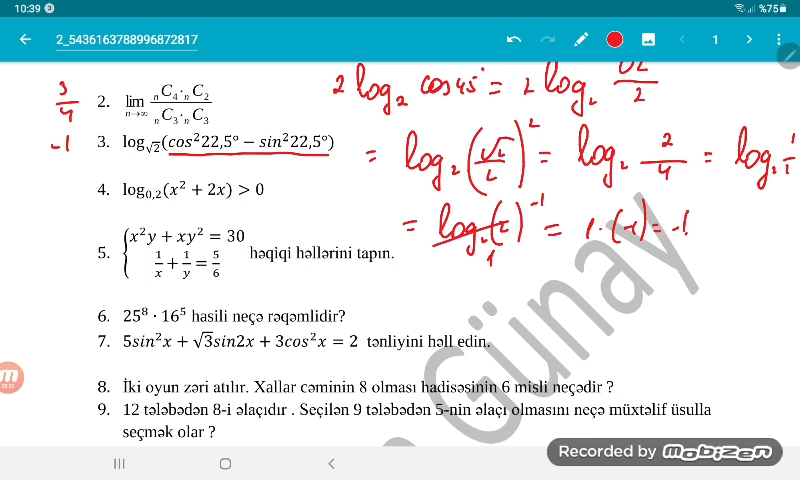 10:39 %75
2_5436163788996872817 1
3/4 2. lim n→∞ (nC4·nC2)/(nC3·nC3) 2 log₂ cos45° = 2 log₂ √2/2
-1 3. log√2(cos²22,5° − sin²22,5°) = log₂ (√2/2)² = log₂ 2/4 = log₂ 1/2
4. log0,2(x² + 2x) > 0 = log₂(2)⁻¹ = 1·(-1) = -1
1
5. { x²y + xy² = 30
1/x + 1/y = 5/6 həqiqi həllərini tapın.
6. 25⁸ · 16⁵ hasili neçə rəqəmlidir?
7. 5sin²x + √3sin2x + 3cos²x = 2 tənliyini həll edin.
8. İki oyun zəri atılır. Xallar cəminin 8 olması hadisəsinin 6 misli neçədir ?
9. 12 tələbədən 8-i əlaçıdır . Seçilən 9 tələbədən 5-nin əlaçı olmasını neçə müxtəlif üsulla
seçmək olar ?
Günay
Recorded by mobizen